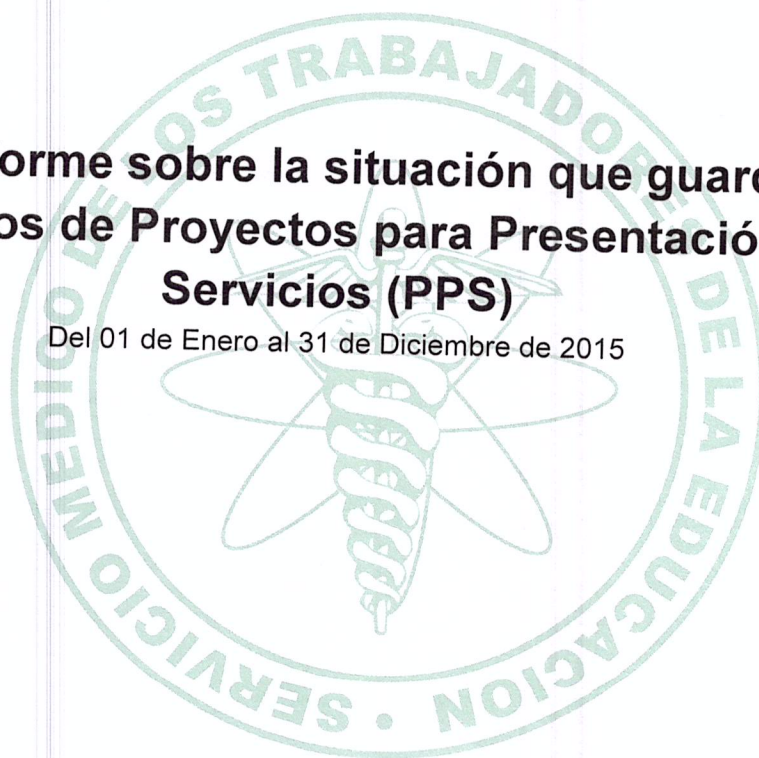 orme sobre la situación que guard
os de Proyectos para Presentació
Servicios (PPS)
Del 01 de Enero al 31 de Diciembre de 2015
SERVICIO MEDICO DE LOS TRABAJADORES DE LA EDUCACION •